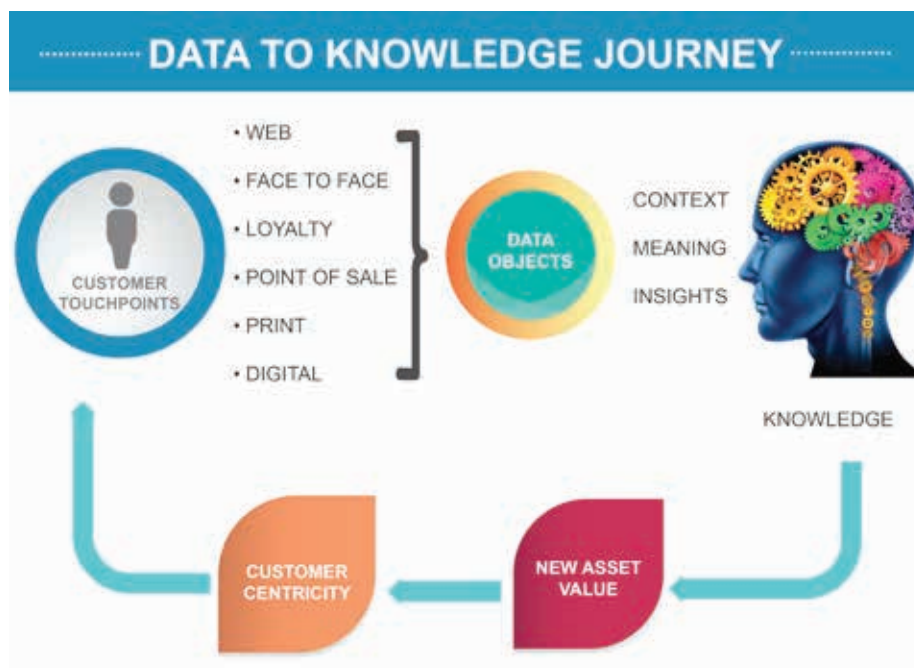 DATA TO KNOWLEDGE JOURNEY
CUSTOMER
TOUCHPOINTS
• WEB
• FACE TO FACE
• LOYALTY
• POINT OF SALE
• PRINT
• DIGITAL
DATA
OBJECTS
CONTEXT
MEANING
INSIGHTS
KNOWLEDGE
NEW ASSET
VALUE
CUSTOMER
CENTRICITY